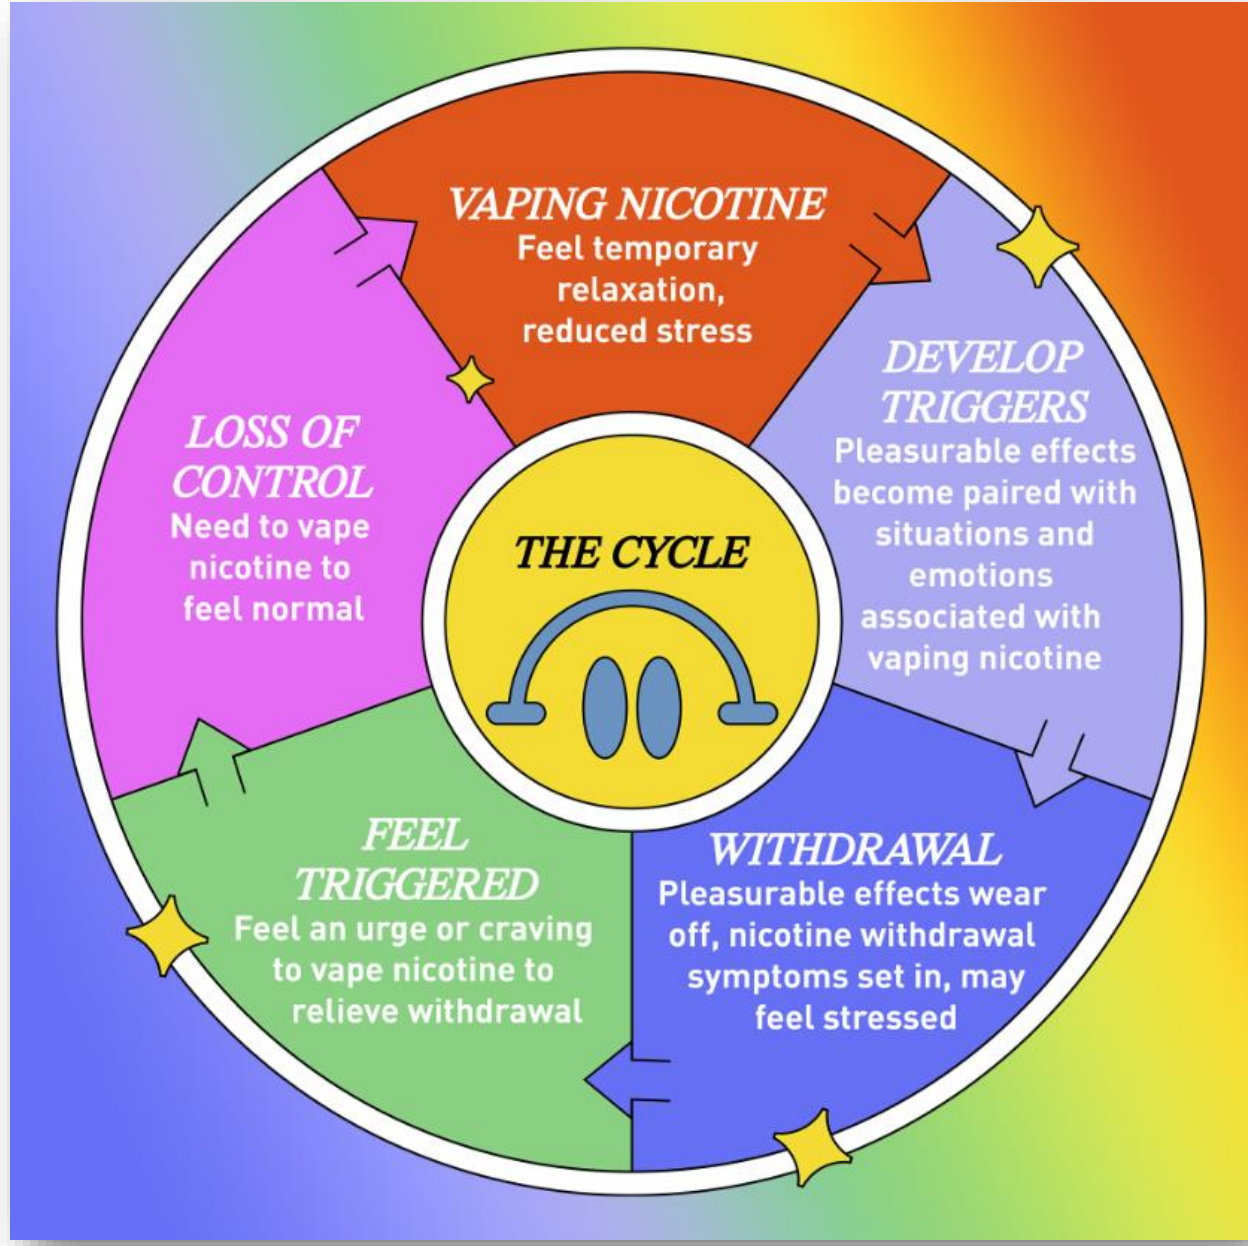 VAPING NICOTINE
Feel temporary
relaxation,
reduced stress
DEVELOP
TRIGGERS
Pleasurable effects
become paired with
situations and
emotions
associated with
vaping nicotine
WITHDRAWAL
Pleasurable effects wear
off, nicotine withdrawal
symptoms set in, may
feel stressed
FEEL
TRIGGERED
Feel an urge or craving
to vape nicotine to
relieve withdrawal
LOSS OF
CONTROL
Need to vape
nicotine to
feel normal
THE CYCLE